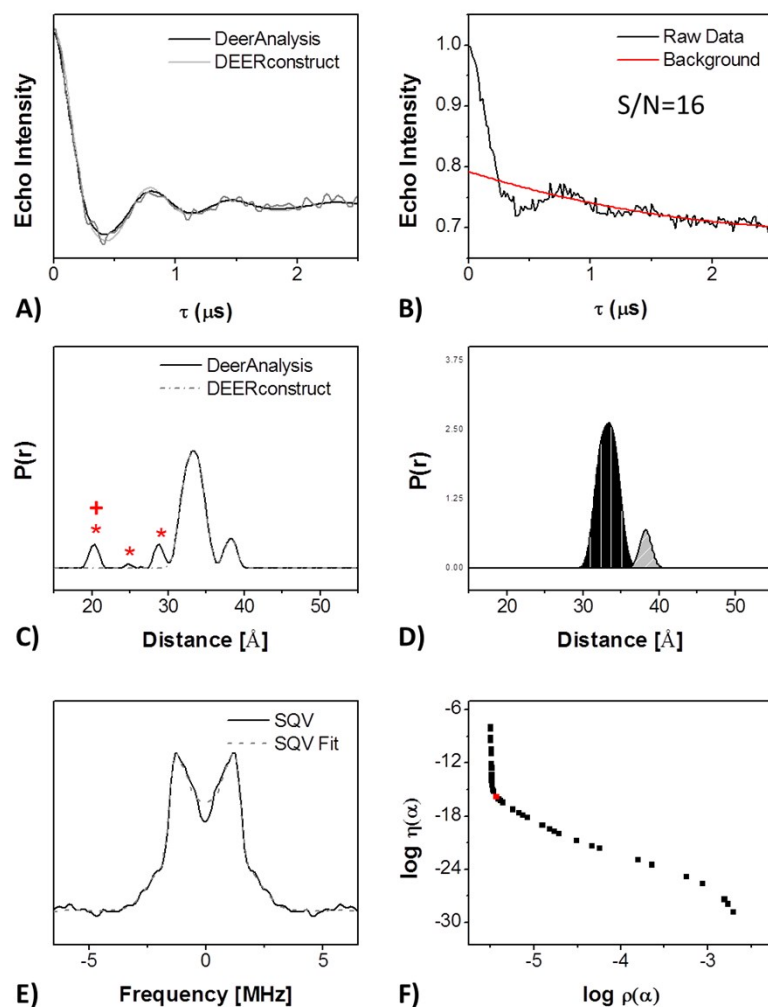 DeerAnalysis
DEERconstruct
Echo Intensity
0
1
2
τ (μs)
A)
Raw Data
Background
S/N=16
1.0
0.9
0.8
0.7
Echo Intensity
0
1
2
τ (μs)
B)
DeerAnalysis
DEERconstruct
P(r)
+
*
*
*
20
30
40
50
Distance [Å]
C)
3.75
2.50
1.25
0.00
P(r)
20
30
40
50
Distance [Å]
D)
SQV
SQV Fit
-5
0
5
Frequency [MHz]
E)
-6
-12
-18
-24
-30
log η(α)
-5
-4
-3
-2
log ρ(α)
F)